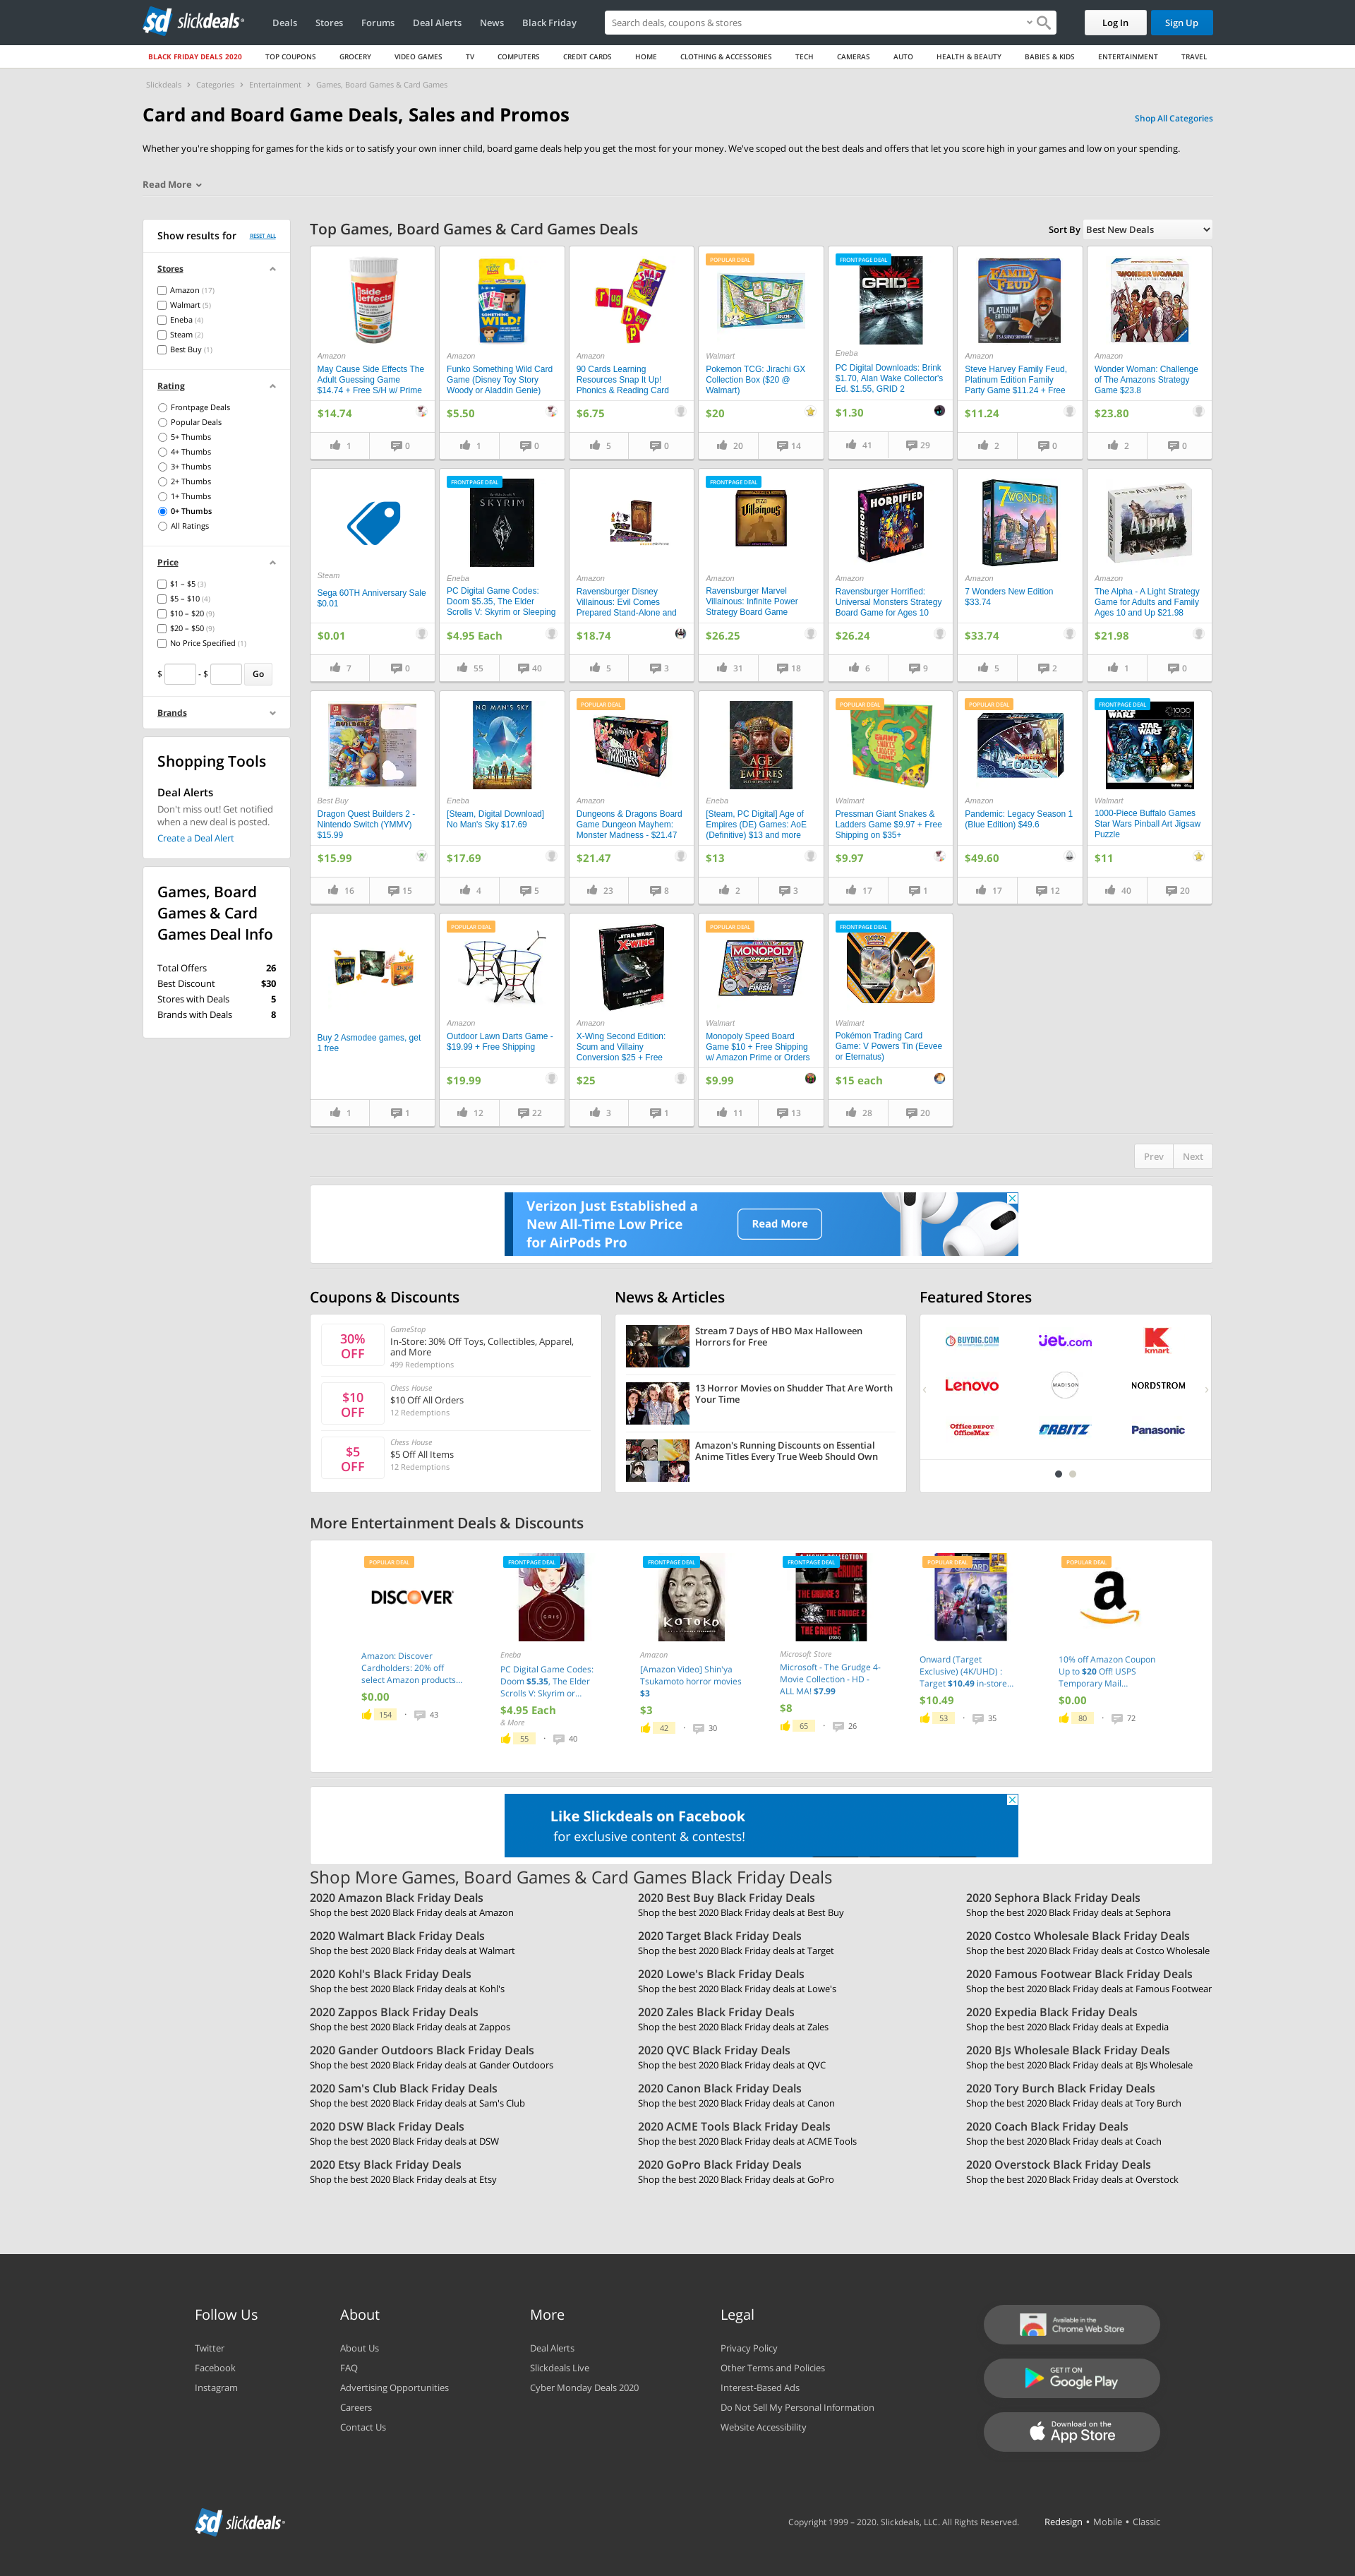 slickdeals
Deals
Stores
Forums
Deal Alerts
News
Black Friday
Search deals, coupons & stores
Log In
Sign Up
BLACK FRIDAY DEALS 2020
TOP COUPONS
GROCERY
VIDEO GAMES
TV
COMPUTERS
CREDIT CARDS
HOME
CLOTHING & ACCESSORIES
TECH
CAMERAS
AUTO
HEALTH & BEAUTY
BABIES & KIDS
ENTERTAINMENT
TRAVEL
Slickdeals › Categories › Entertainment › Games, Board Games & Card Games
Card and Board Game Deals, Sales and Promos
Shop All Categories
Whether you're shopping for games for the kids or to satisfy your own inner child, board game deals help you get the most for your money. We've scoped out the best deals and offers that let you score high in your games and low on your spending.
Read More
Show results for
RESET ALL
Stores
Amazon (17)
Walmart (5)
Eneba (4)
Steam (2)
Best Buy (1)
Rating
Frontpage Deals
Popular Deals
5+ Thumbs
4+ Thumbs
3+ Thumbs
2+ Thumbs
1+ Thumbs
0+ Thumbs
All Ratings
Price
$1 – $5 (3)
$5 – $10 (4)
$10 – $20 (9)
$20 – $50 (9)
No Price Specified (1)
$ - $ Go
Brands
Shopping Tools
Deal Alerts
Don't miss out! Get notified
when a new deal is posted.
Create a Deal Alert
Games, Board
Games & Card
Games Deal Info
Total Offers 26
Best Discount $30
Stores with Deals 5
Brands with Deals 8
Top Games, Board Games & Card Games Deals
Sort By Best New Deals
Amazon
May Cause Side Effects The
Adult Guessing Game
$14.74 + Free S/H w/ Prime
$14.74
1 0
Amazon
Funko Something Wild Card
Game (Disney Toy Story
Woody or Aladdin Genie)
$5.50
1 0
Amazon
90 Cards Learning
Resources Snap It Up!
Phonics & Reading Card
$6.75
5 0
POPULAR DEAL
Walmart
Pokemon TCG: Jirachi GX
Collection Box ($20 @
Walmart)
$20
20 14
FRONTPAGE DEAL
GRID2
Eneba
PC Digital Downloads: Brink
$1.70, Alan Wake Collector's
Ed. $1.55, GRID 2
$1.30
41 29
FAMILY FEUD
PLATINUM EDITION
Amazon
Steve Harvey Family Feud,
Platinum Edition Family
Party Game $11.24 + Free
$11.24
2 0
WONDER WOMAN
Amazon
Wonder Woman: Challenge
of The Amazons Strategy
Game $23.8
$23.80
2 0
Steam
Sega 60TH Anniversary Sale
$0.01
$0.01
7 0
FRONTPAGE DEAL
SKYRIM
Eneba
PC Digital Game Codes:
Doom $5.35, The Elder
Scrolls V: Skyrim or Sleeping
$4.95 Each
55 40
Amazon
Ravensburger Disney
Villainous: Evil Comes
Prepared Stand-Alone and
$18.74
5 3
FRONTPAGE DEAL
Villainous
Amazon
Ravensburger Marvel
Villainous: Infinite Power
Strategy Board Game
$26.25
31 18
HORRIFIED
Amazon
Ravensburger Horrified:
Universal Monsters Strategy
Board Game for Ages 10
$26.24
6 9
7 WONDERS
Amazon
7 Wonders New Edition
$33.74
$33.74
5 2
ALPHA
Amazon
The Alpha - A Light Strategy
Game for Adults and Family
Ages 10 and Up $21.98
$21.98
1 0
BUILDERS
Best Buy
Dragon Quest Builders 2 -
Nintendo Switch (YMMV)
$15.99
$15.99
16 15
NO MAN'S SKY
Eneba
[Steam, Digital Download]
No Man's Sky $17.69
$17.69
4 5
POPULAR DEAL
MONSTER MADNESS
Amazon
Dungeons & Dragons Board
Game Dungeon Mayhem:
Monster Madness - $21.47
$21.47
23 8
AGE II EMPIRES
Eneba
[Steam, PC Digital] Age of
Empires (DE) Games: AoE
(Definitive) $13 and more
$13
2 3
POPULAR DEAL
GIANT SNAKES LADDERS GAME
Walmart
Pressman Giant Snakes &
Ladders Game $9.97 + Free
Shipping on $35+
$9.97
17 1
POPULAR DEAL
Amazon
Pandemic: Legacy Season 1
(Blue Edition) $49.6
$49.60
17 12
FRONTPAGE DEAL
STAR WARS
1000
Walmart
1000-Piece Buffalo Games
Star Wars Pinball Art Jigsaw
Puzzle
$11
40 20
Buy 2 Asmodee games, get
1 free
1 1
POPULAR DEAL
Amazon
Outdoor Lawn Darts Game -
$19.99 + Free Shipping
$19.99
12 22
STAR WARS
X-WING
Amazon
X-Wing Second Edition:
Scum and Villainy
Conversion $25 + Free
$25
3 1
POPULAR DEAL
MONOPOLY
Walmart
Monopoly Speed Board
Game $10 + Free Shipping
w/ Amazon Prime or Orders
$9.99
11 13
FRONTPAGE DEAL
Walmart
Pokémon Trading Card
Game: V Powers Tin (Eevee
or Eternatus)
$15 each
28 20
Prev Next
Verizon Just Established a
New All-Time Low Price
for AirPods Pro
Read More
Coupons & Discounts
30%
OFF
GameStop
In-Store: 30% Off Toys, Collectibles, Apparel,
and More
499 Redemptions
$10
OFF
Chess House
$10 Off All Orders
12 Redemptions
$5
OFF
Chess House
$5 Off All Items
12 Redemptions
News & Articles
Stream 7 Days of HBO Max Halloween
Horrors for Free
13 Horror Movies on Shudder That Are Worth
Your Time
Amazon's Running Discounts on Essential
Anime Titles Every True Weeb Should Own
Featured Stores
BUYDIG.COM
jet.com
kmart
Lenovo
MADISON
NORDSTROM
Office DEPOT
OfficeMax
ORBITZ
Panasonic
More Entertainment Deals & Discounts
POPULAR DEAL
DISCOVER
Amazon: Discover
Cardholders: 20% off
select Amazon products...
$0.00
154 · 43
FRONTPAGE DEAL
GRIS
Eneba
PC Digital Game Codes:
Doom $5.35, The Elder
Scrolls V: Skyrim or...
$4.95 Each
& More
55 · 40
FRONTPAGE DEAL
KOTOKO
Amazon
[Amazon Video] Shin'ya
Tsukamoto horror movies
$3
$3
42 · 30
FRONTPAGE DEAL
THE GRUDGE 3
THE GRUDGE 2
THE GRUDGE
Microsoft Store
Microsoft - The Grudge 4-
Movie Collection - HD -
ALL MA! $7.99
$8
65 · 26
POPULAR DEAL
Onward (Target
Exclusive) (4K/UHD) :
Target $10.49 in-store...
$10.49
53 · 35
POPULAR DEAL
10% off Amazon Coupon
Up to $20 Off! USPS
Temporary Mail...
$0.00
80 · 72
Like Slickdeals on Facebook
for exclusive content & contests!
Shop More Games, Board Games & Card Games Black Friday Deals
2020 Amazon Black Friday Deals
Shop the best 2020 Black Friday deals at Amazon
2020 Best Buy Black Friday Deals
Shop the best 2020 Black Friday deals at Best Buy
2020 Sephora Black Friday Deals
Shop the best 2020 Black Friday deals at Sephora
2020 Walmart Black Friday Deals
Shop the best 2020 Black Friday deals at Walmart
2020 Target Black Friday Deals
Shop the best 2020 Black Friday deals at Target
2020 Costco Wholesale Black Friday Deals
Shop the best 2020 Black Friday deals at Costco Wholesale
2020 Kohl's Black Friday Deals
Shop the best 2020 Black Friday deals at Kohl's
2020 Lowe's Black Friday Deals
Shop the best 2020 Black Friday deals at Lowe's
2020 Famous Footwear Black Friday Deals
Shop the best 2020 Black Friday deals at Famous Footwear
2020 Zappos Black Friday Deals
Shop the best 2020 Black Friday deals at Zappos
2020 Zales Black Friday Deals
Shop the best 2020 Black Friday deals at Zales
2020 Expedia Black Friday Deals
Shop the best 2020 Black Friday deals at Expedia
2020 Gander Outdoors Black Friday Deals
Shop the best 2020 Black Friday deals at Gander Outdoors
2020 QVC Black Friday Deals
Shop the best 2020 Black Friday deals at QVC
2020 BJs Wholesale Black Friday Deals
Shop the best 2020 Black Friday deals at BJs Wholesale
2020 Sam's Club Black Friday Deals
Shop the best 2020 Black Friday deals at Sam's Club
2020 Canon Black Friday Deals
Shop the best 2020 Black Friday deals at Canon
2020 Tory Burch Black Friday Deals
Shop the best 2020 Black Friday deals at Tory Burch
2020 DSW Black Friday Deals
Shop the best 2020 Black Friday deals at DSW
2020 ACME Tools Black Friday Deals
Shop the best 2020 Black Friday deals at ACME Tools
2020 Coach Black Friday Deals
Shop the best 2020 Black Friday deals at Coach
2020 Etsy Black Friday Deals
Shop the best 2020 Black Friday deals at Etsy
2020 GoPro Black Friday Deals
Shop the best 2020 Black Friday deals at GoPro
2020 Overstock Black Friday Deals
Shop the best 2020 Black Friday deals at Overstock
Follow Us
Twitter
Facebook
Instagram
About
About Us
FAQ
Advertising Opportunities
Careers
Contact Us
More
Deal Alerts
Slickdeals Live
Cyber Monday Deals 2020
Legal
Privacy Policy
Other Terms and Policies
Interest-Based Ads
Do Not Sell My Personal Information
Website Accessibility
Available in the
Chrome Web Store
GET IT ON
Google Play
Download on the
App Store
slickdeals
Copyright 1999 – 2020. Slickdeals, LLC. All Rights Reserved.
Redesign • Mobile • Classic